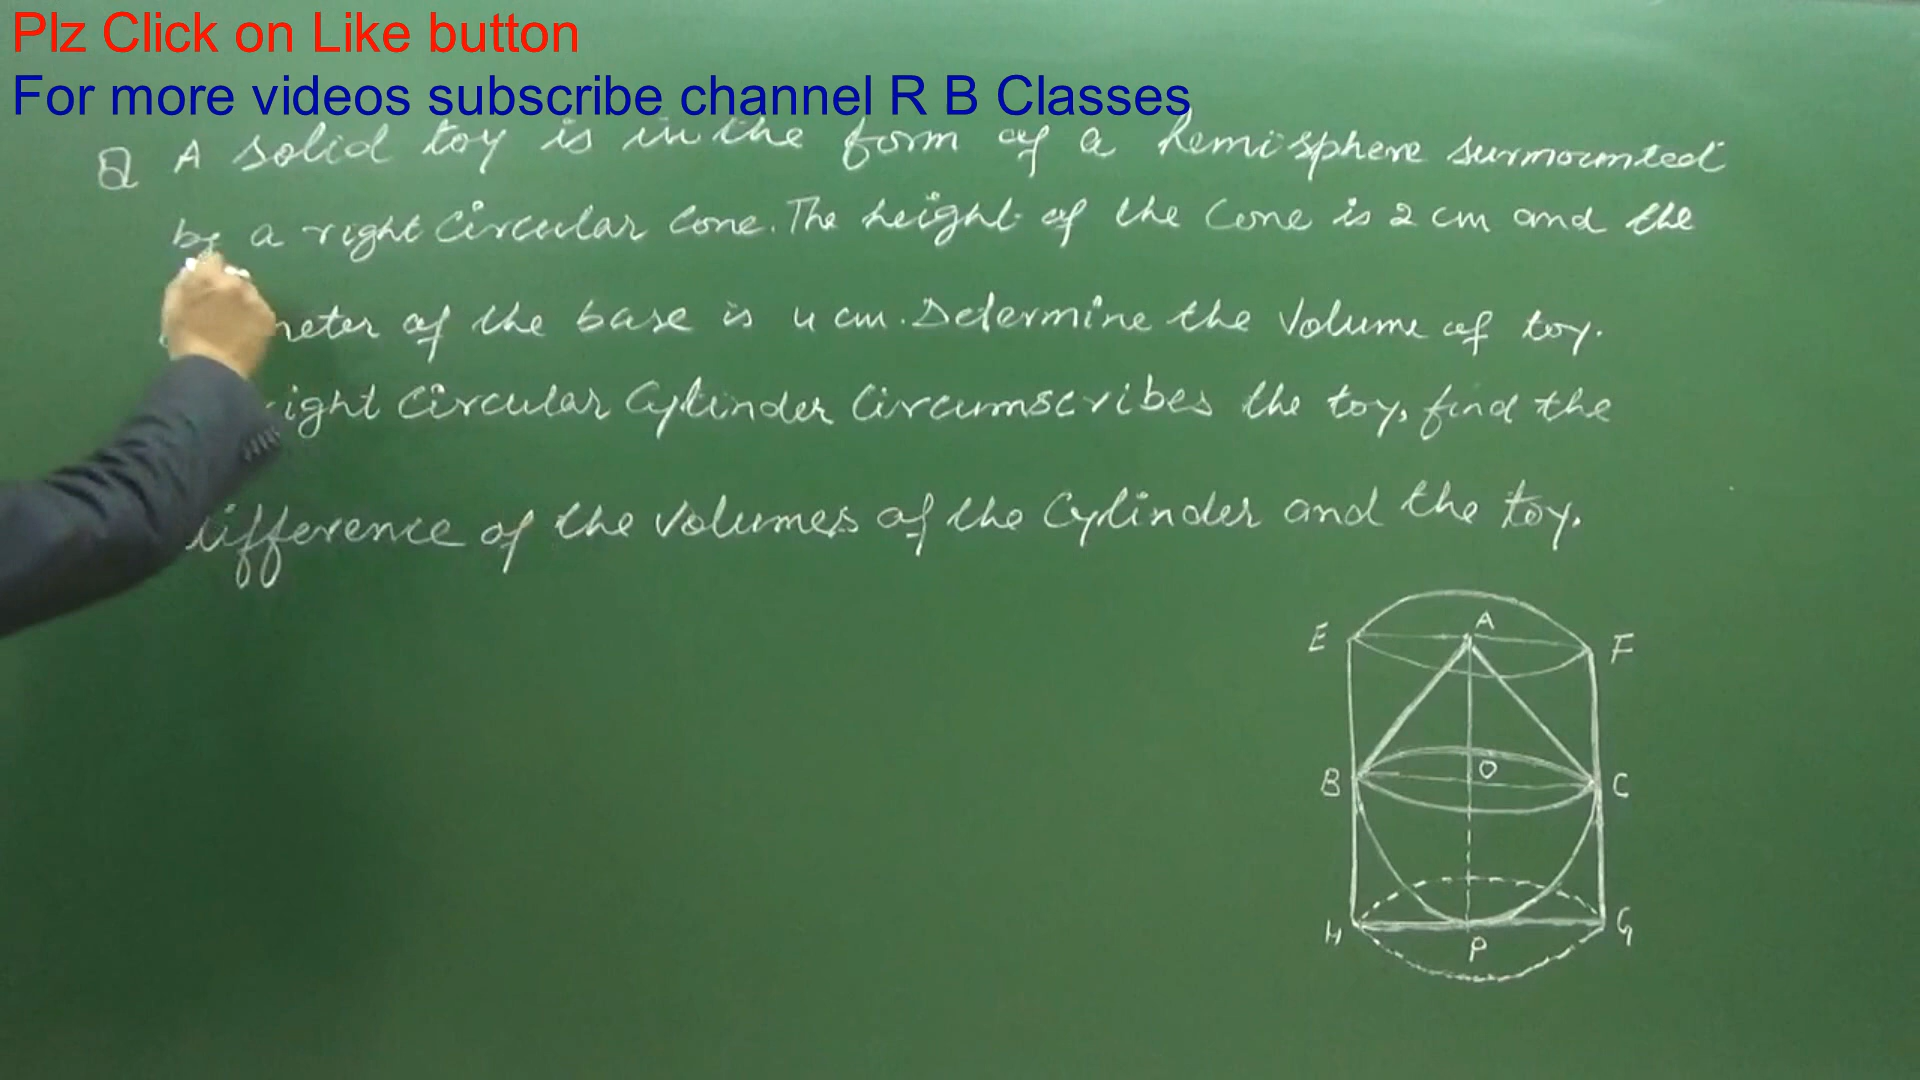 Plz Click on Like button
For more videos subscribe channel R B Classes
Q A solid toy is in the form of a hemisphere surmounted
by a right circular cone. The height of the cone is 2 cm and the
meter of the base is 4 cm. Determine the volume of toy.
right circular cylinder circumscribes the toy, find the
difference of the volumes of the cylinder and the toy.
A
E F
O
B C
H G
P